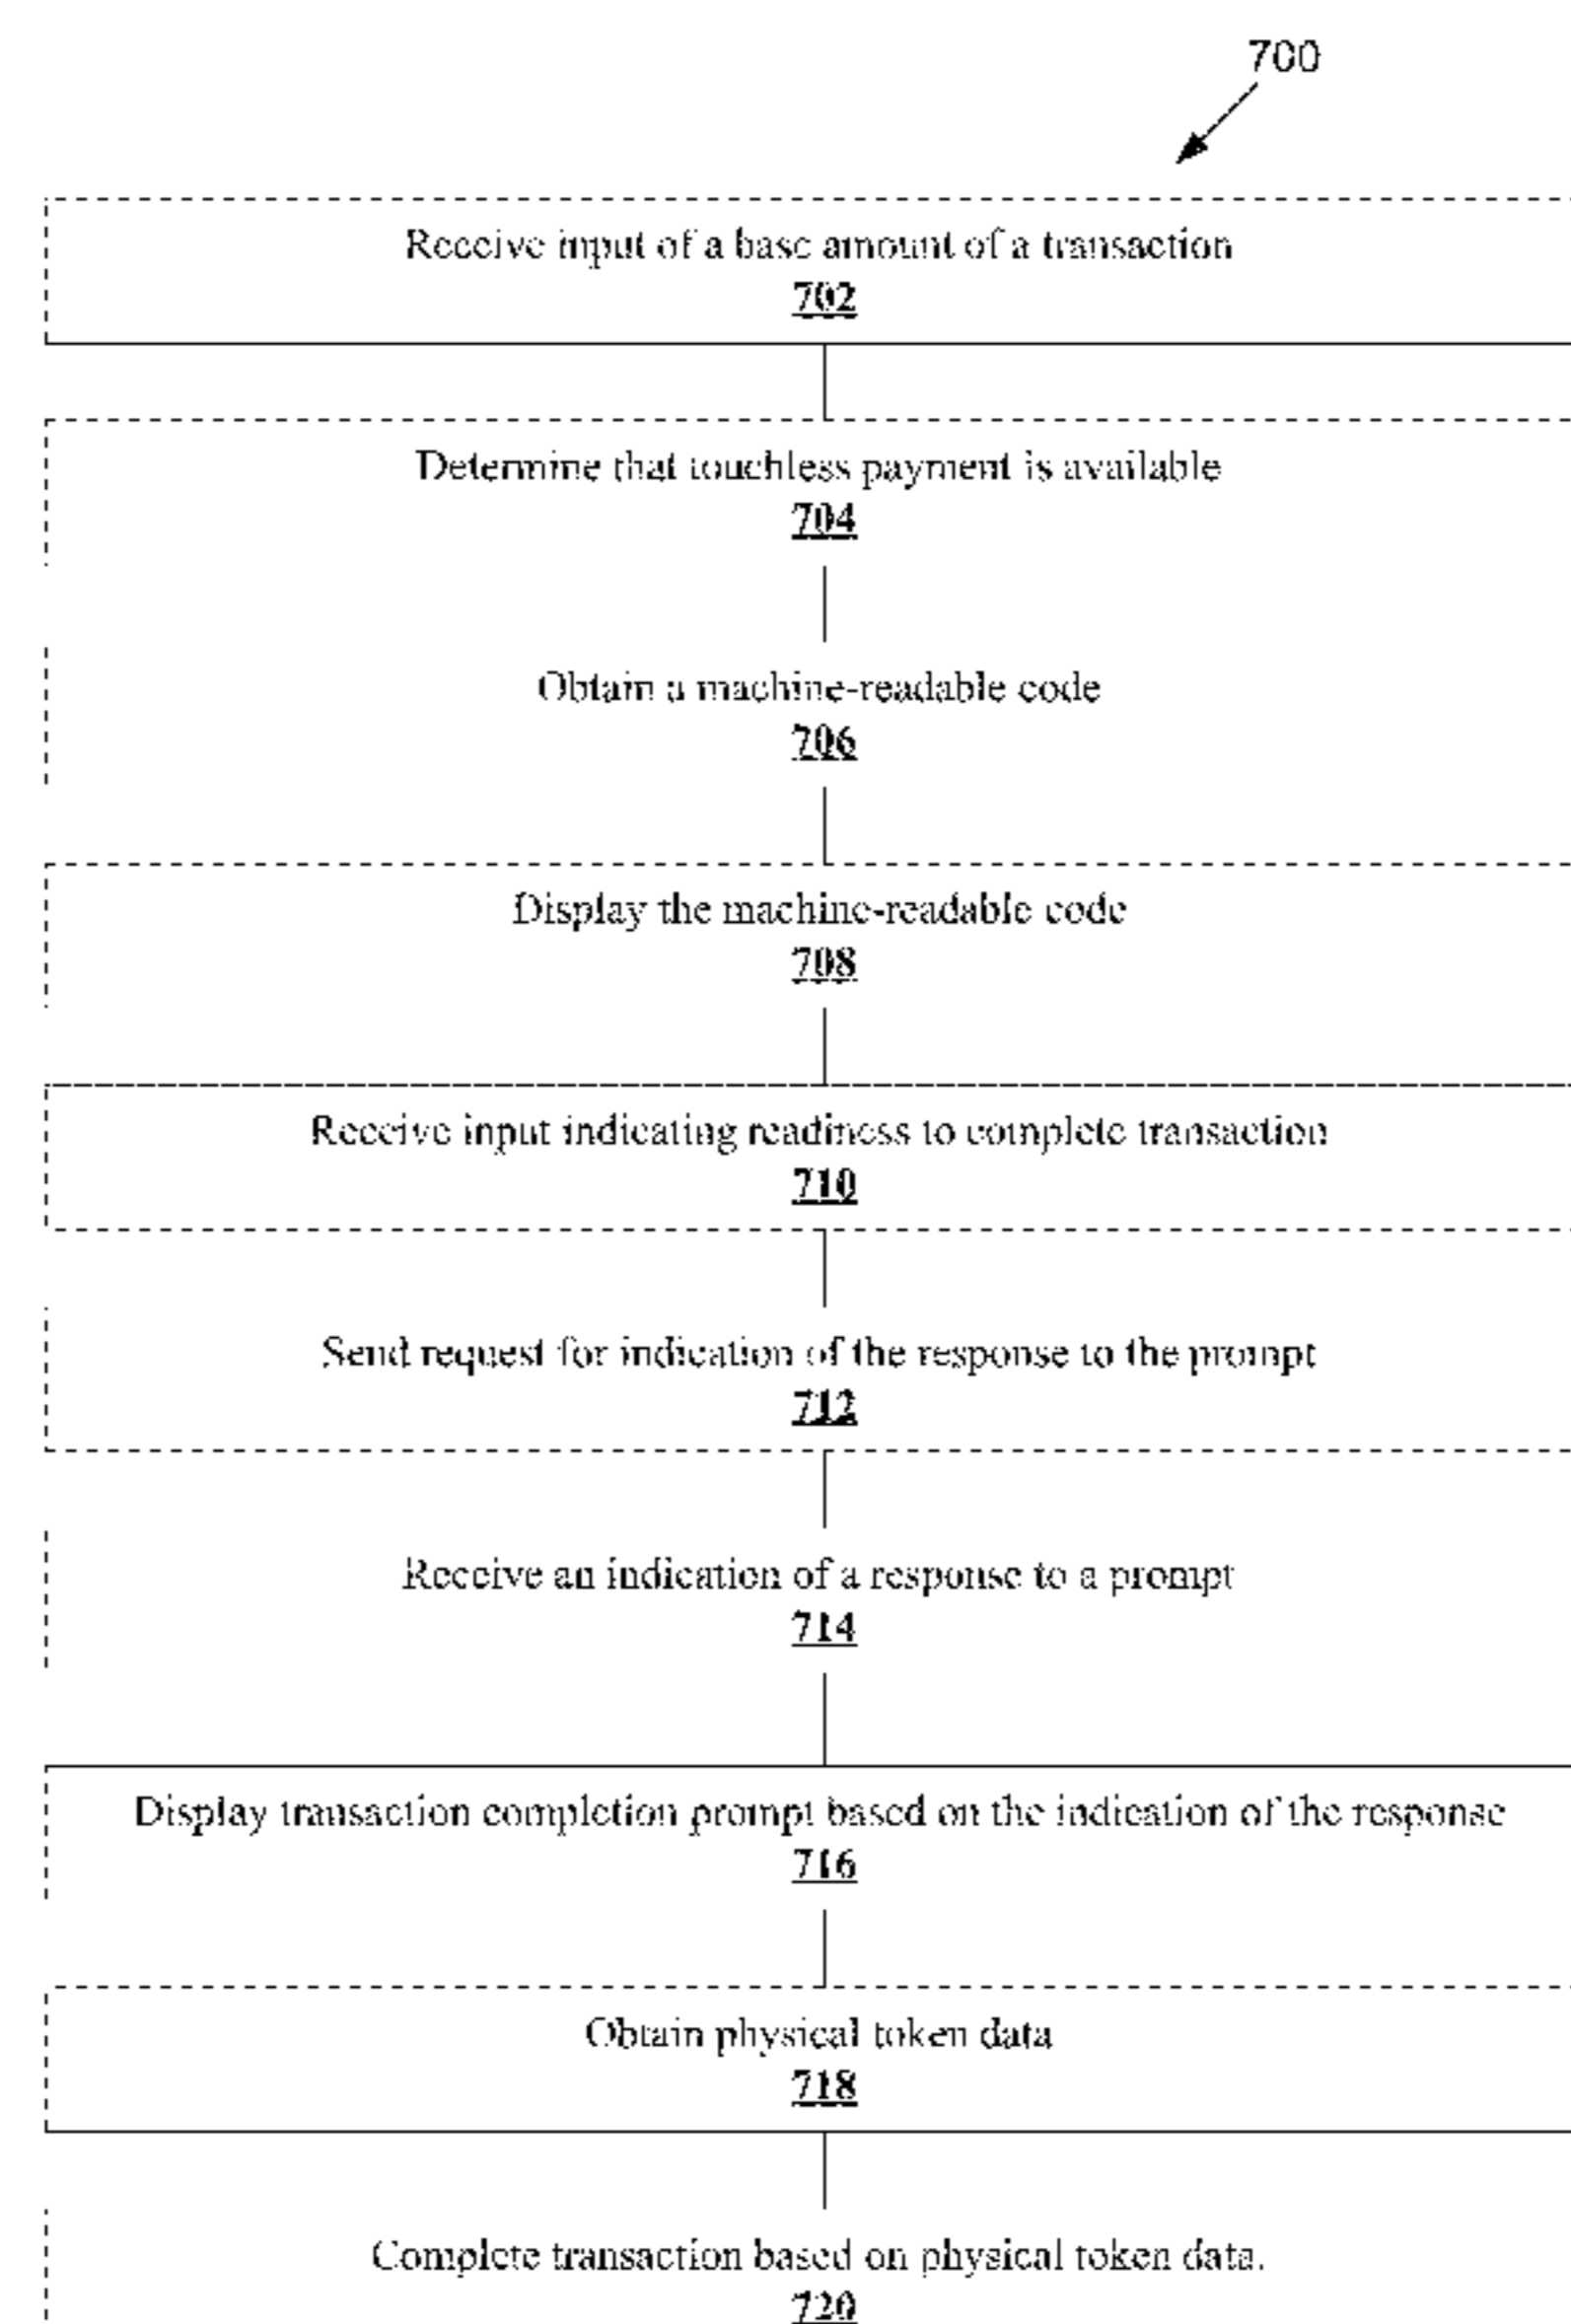 700
Receive input of a base amount of a transaction
702
Determine that touchless payment is available
704
Obtain a machine-readable code
706
Display the machine-readable code
708
Receive input indicating readiness to complete transaction
710
Send request for indication of the response to the prompt
712
Receive an indication of a response to a prompt
714
Display transaction completion prompt based on the indication of the response
716
Obtain physical token data
718
Complete transaction based on physical token data.
720